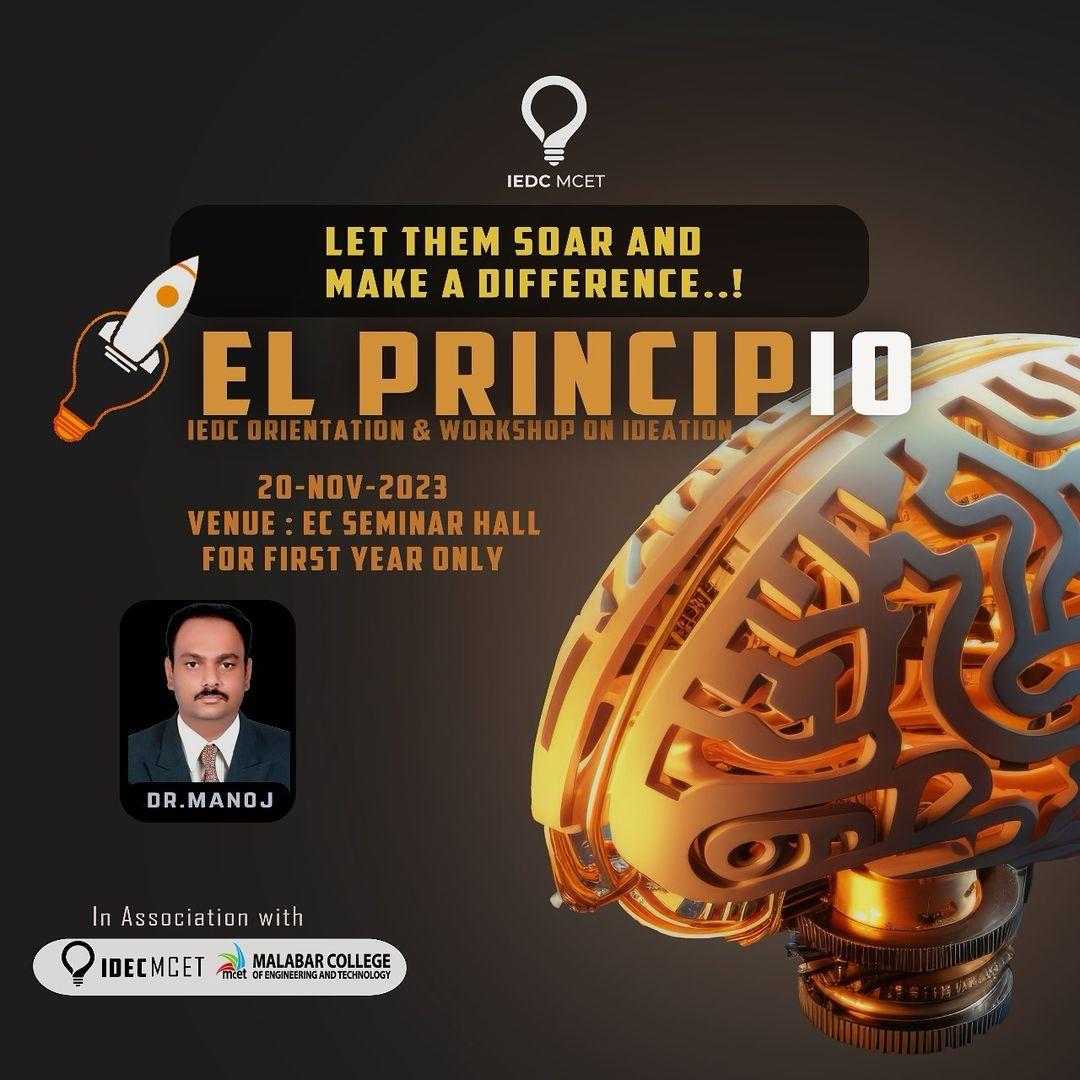 IEDC MCET
LET THEM SOAR AND
MAKE A DIFFERENCE..!
EL PRINCIPIO
IEDC ORIENTATION & WORKSHOP ON IDEATION
20-NOV-2023
VENUE : EC SEMINAR HALL
FOR FIRST YEAR ONLY
DR.MANOJ
In Association with
IDECMCET
mcet
MALABAR COLLEGE
OF ENGINEERING AND TECHNOLOGY